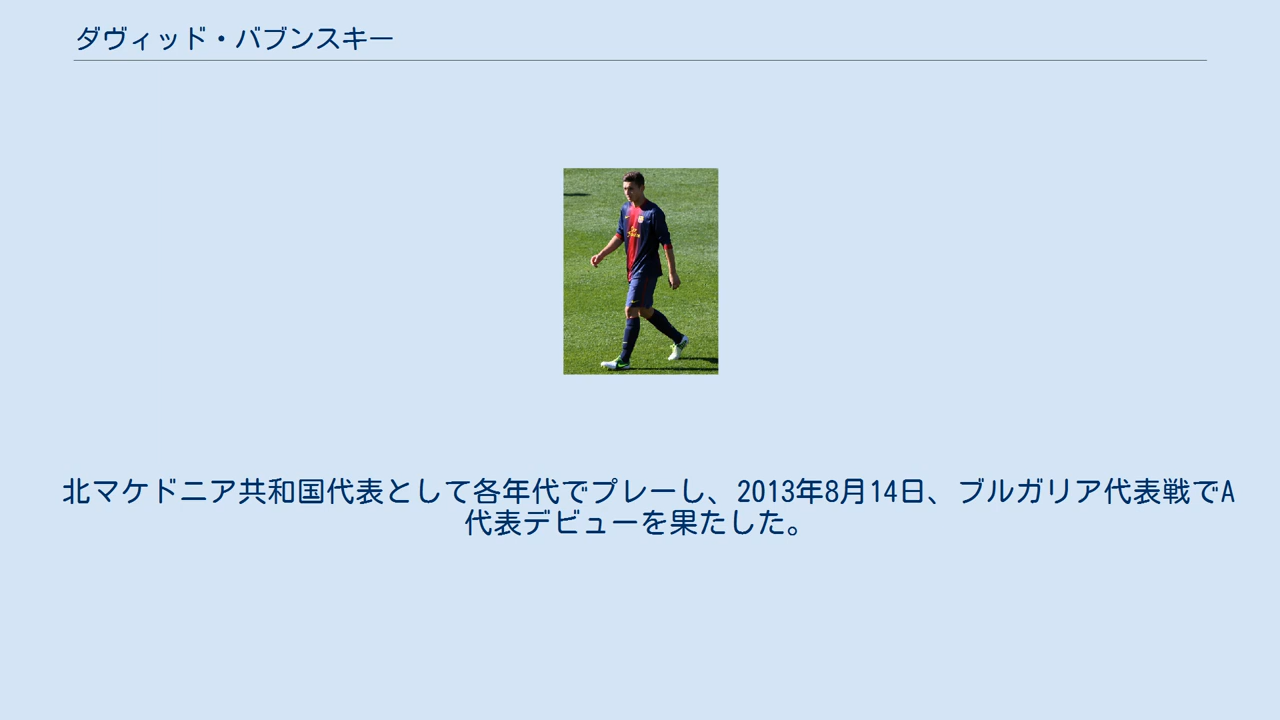 ダヴィッド・バブンスキー
北マケドニア共和国代表として各年代でプレーし、2013年8月14日、ブルガリア代表戦でA
代表デビューを果たした。